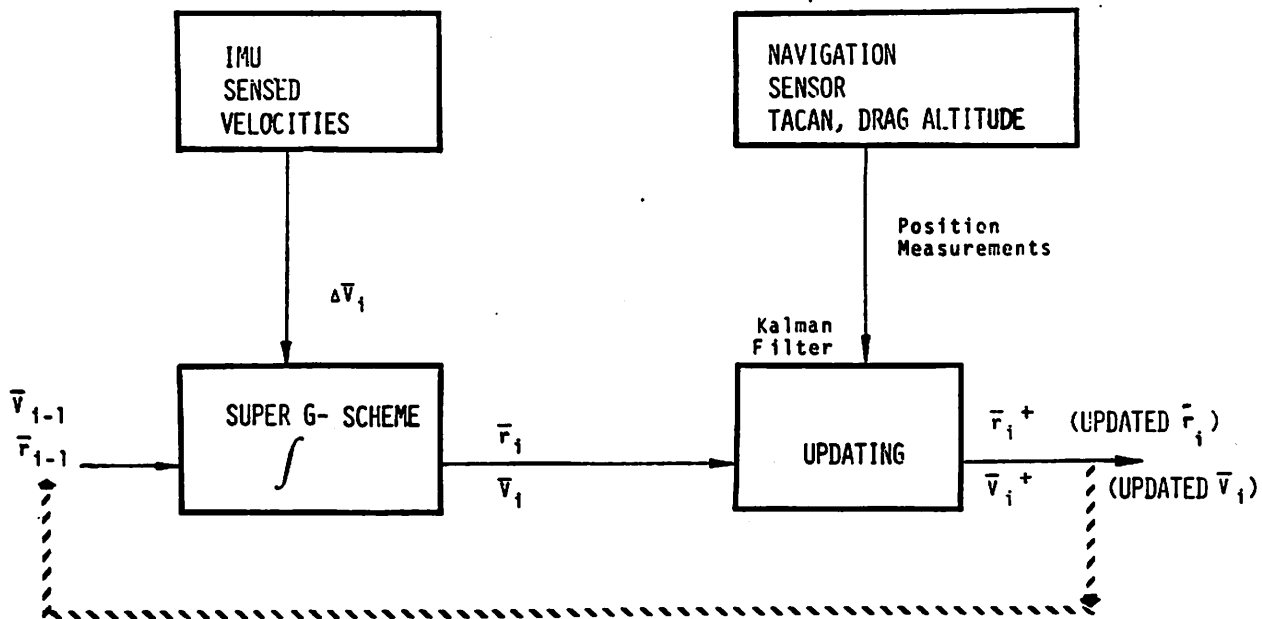 IMU
SENSED
VELOCITIES
NAVIGATION
SENSOR
TACAN, DRAG ALTITUDE
Position
Measurements
ΔV̅ᵢ
Kalman
Filter
V̅ᵢ₋₁
r̅ᵢ₋₁
SUPER G- SCHEME
∫
r̅ᵢ
V̅ᵢ
UPDATING
r̅ᵢ⁺ (UPDATED r̅ᵢ)
V̅ᵢ⁺ (UPDATED V̅ᵢ)